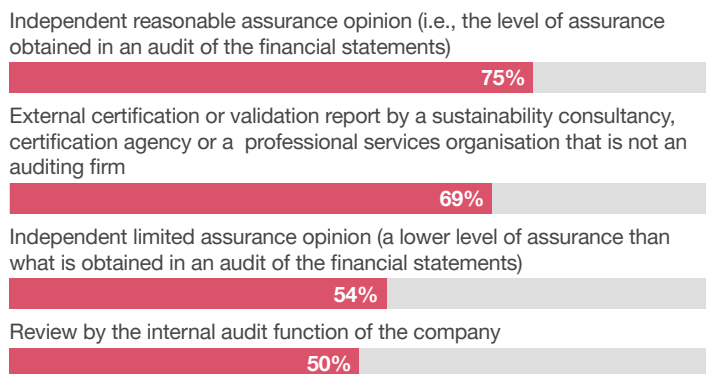 Independent reasonable assurance opinion (i.e., the level of assurance
obtained in an audit of the financial statements)
75%
External certification or validation report by a sustainability consultancy,
certification agency or a professional services organisation that is not an
auditing firm
69%
Independent limited assurance opinion (a lower level of assurance than
what is obtained in an audit of the financial statements)
54%
Review by the internal audit function of the company
50%